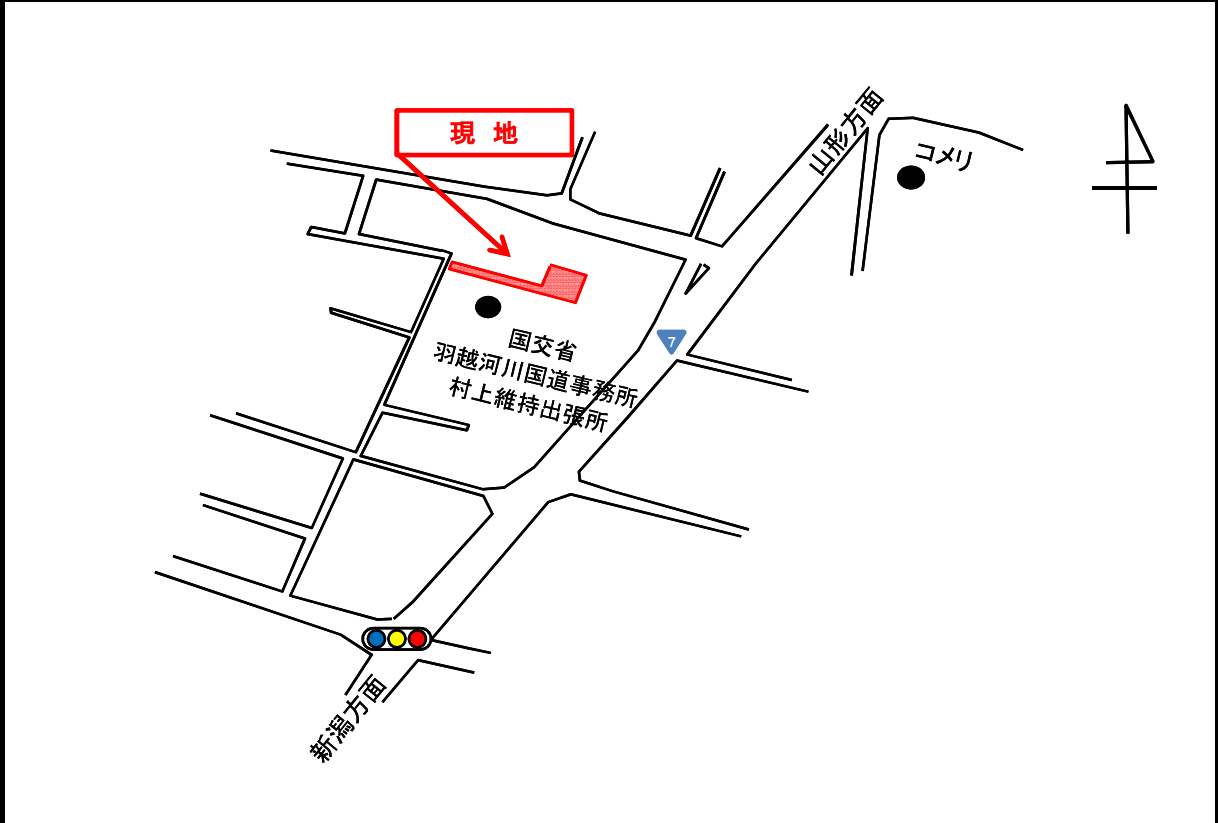 現 地
山形方面
コメリ
7
国交省
羽越河川国道事務所
村上維持出張所
新潟方面